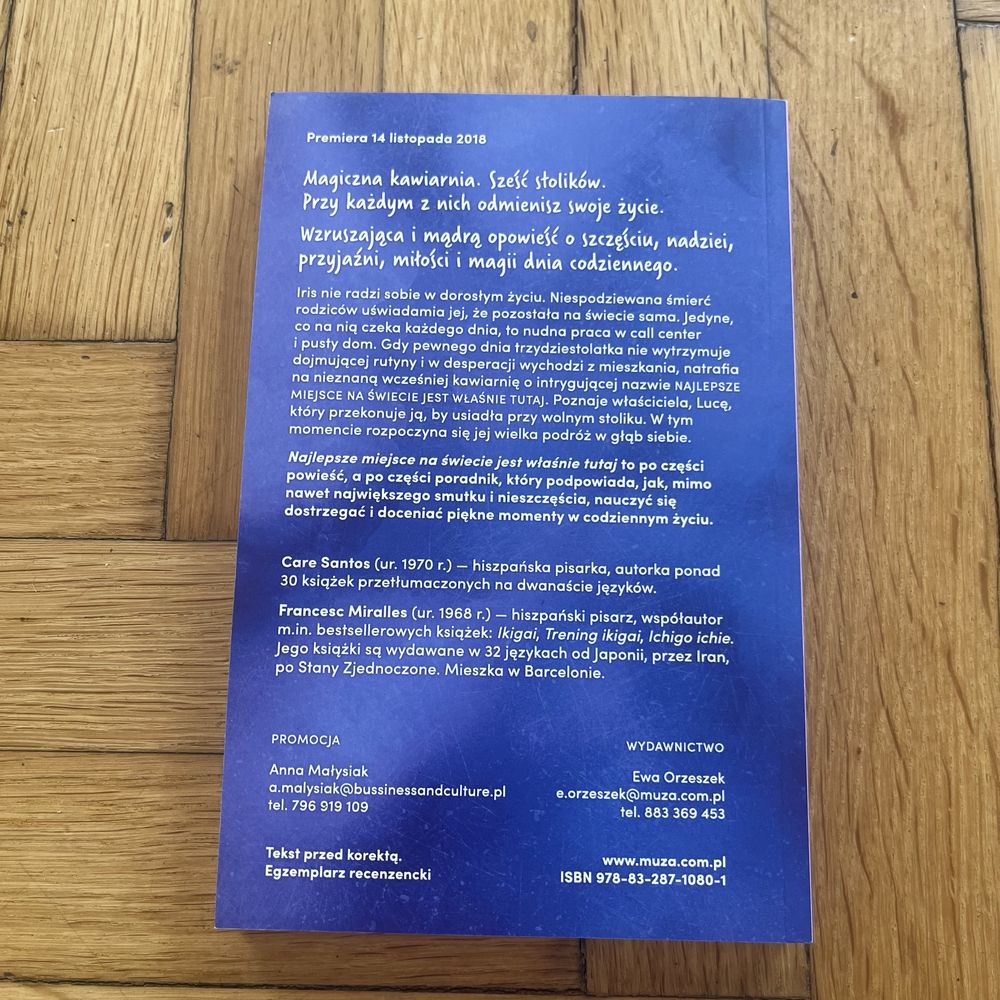 Premiera 14 listopada 2018
Magiczna kawiarnia. Sześć stolików.
Przy każdym z nich odmienisz swoje życie.
Wzruszająca i mądrą opowieść o szczęściu, nadziei,
przyjaźni, miłości i magii dnia codziennego.
Iris nie radzi sobie w dorosłym życiu. Niespodziewana śmierć
rodziców uświadamia jej, że pozostała na świecie sama. Jedyne,
co na nią czeka każdego dnia, to nudna praca w call center
i pusty dom. Gdy pewnego dnia trzydziestolatka nie wytrzymuje
dojmującej rutyny i w desperacji wychodzi z mieszkania, natrafia
na nieznaną wcześniej kawiarnię o intrygującej nazwie NAJLEPSZE
MIEJSCE NA ŚWIECIE JEST WŁAŚNIE TUTAJ. Poznaje właściciela, Lucę,
który przekonuje ją, by usiadła przy wolnym stoliku. W tym
momencie rozpoczyna się jej wielka podróż w głąb siebie.
Najlepsze miejsce na świecie jest właśnie tutaj to po części
powieść, a po części poradnik, który podpowiada, jak, mimo
nawet największego smutku i nieszczęścia, nauczyć się
dostrzegać i doceniać piękne momenty w codziennym życiu.
Care Santos (ur. 1970 r.) — hiszpańska pisarka, autorka ponad
30 książek przetłumaczonych na dwanaście języków.
Francesc Miralles (ur. 1968 r.) — hiszpański pisarz, współautor
m.in. bestsellerowych książek: Ikigai, Trening ikigai, Ichigo ichie.
Jego książki są wydawane w 32 językach od Japonii, przez Iran,
po Stany Zjednoczone. Mieszka w Barcelonie.
PROMOCJA
Anna Małysiak
a.malysiak@bussinessandculture.pl
tel. 796 919 109
WYDAWNICTWO
Ewa Orzeszek
e.orzeszek@muza.com.pl
tel. 883 369 453
Tekst przed korektą.
Egzemplarz recenzencki
www.muza.com.pl
ISBN 978-83-287-1080-1